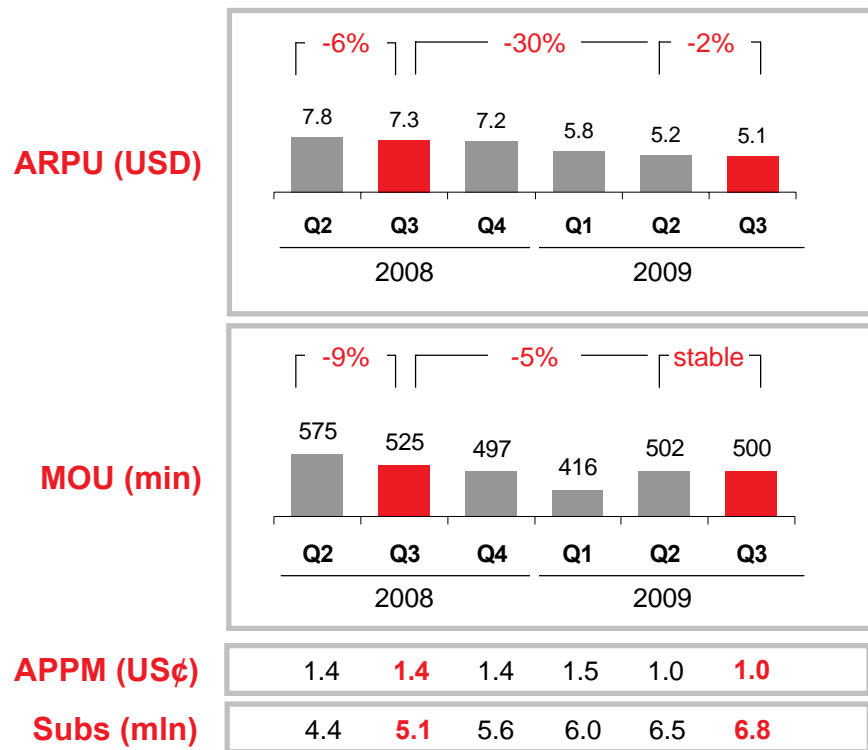 -6% -30% -2%
7.8 7.3 7.2 5.8 5.2 5.1
ARPU (USD)
Q2 Q3 Q4 Q1 Q2 Q3
2008 2009
-9% -5% stable
575 525 497 416 502 500
MOU (min)
Q2 Q3 Q4 Q1 Q2 Q3
2008 2009
APPM (US¢) 1.4 1.4 1.4 1.5 1.0 1.0
Subs (mln) 4.4 5.1 5.6 6.0 6.5 6.8